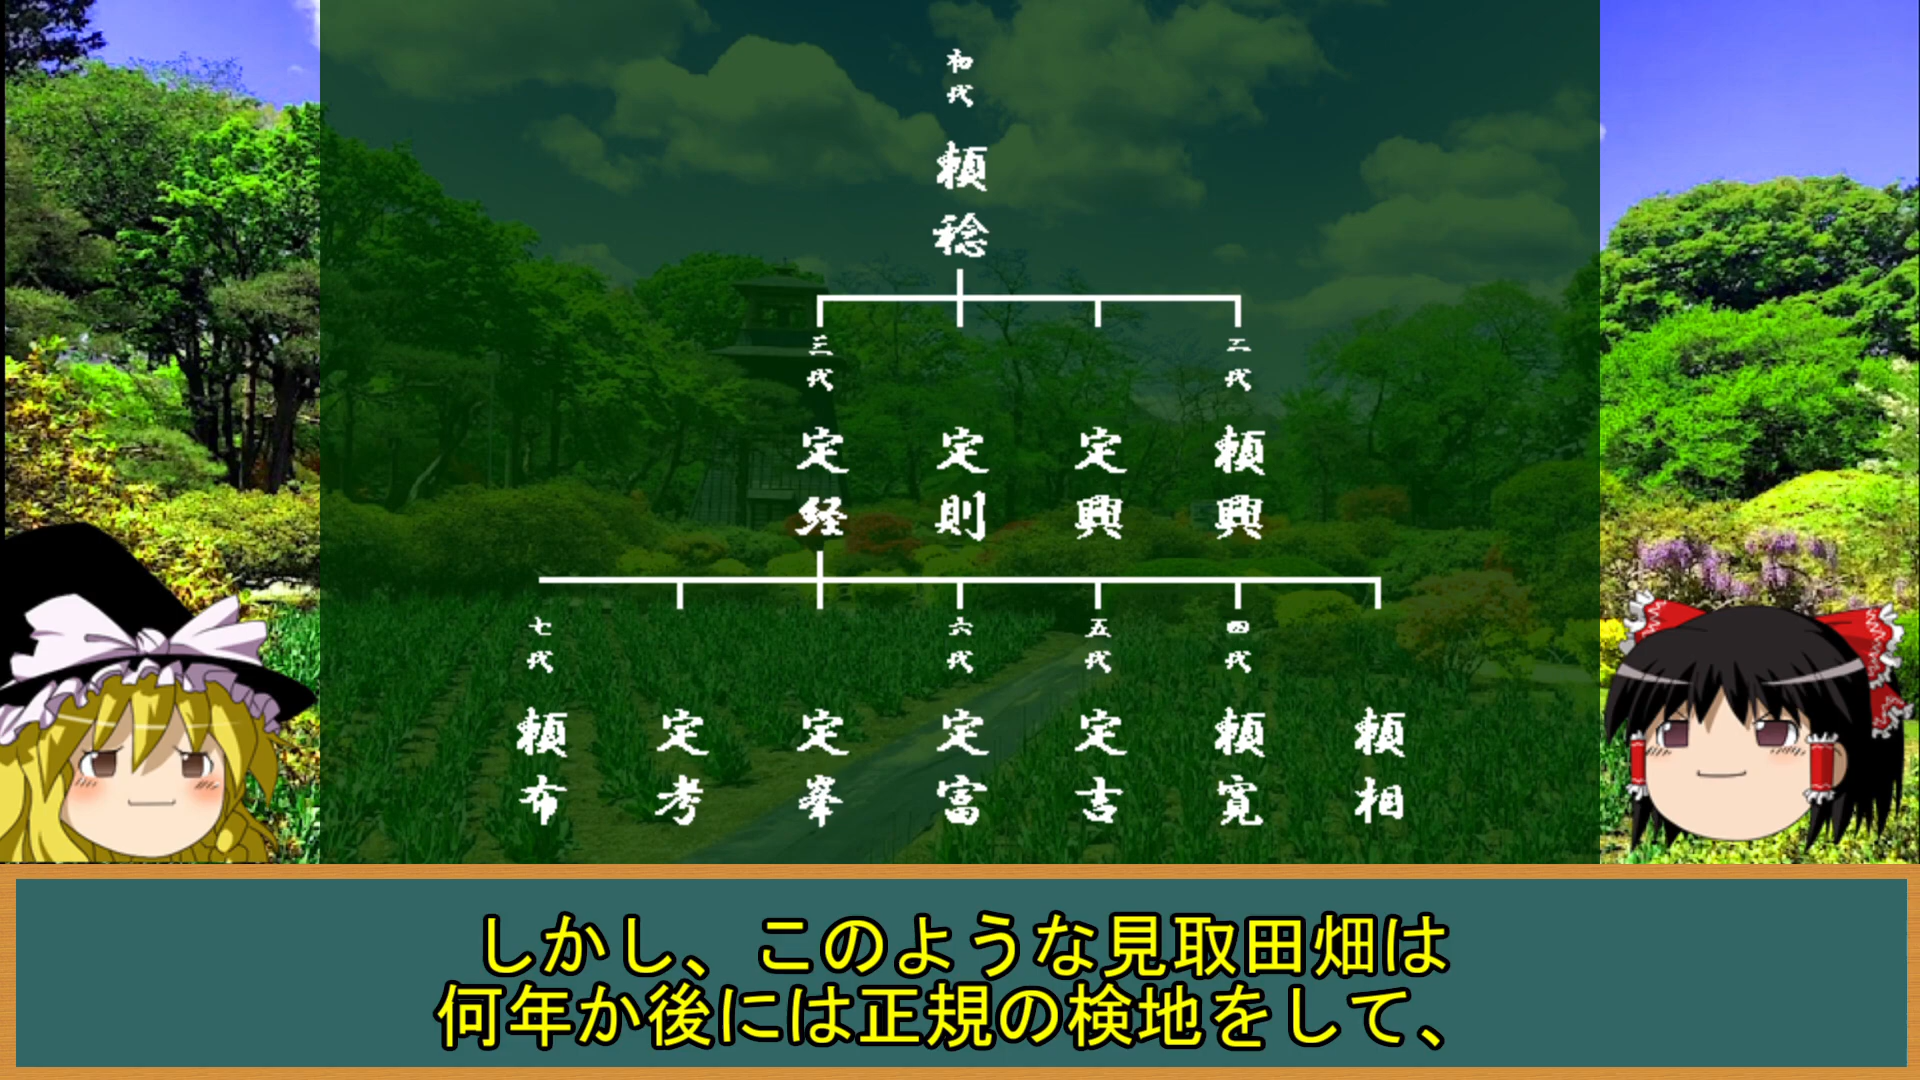 初代
頼稔
三代
定経
定則
定興
二代
頼興
七代
頼布
定考
定峯
六代
定富
五代
定吉
四代
頼寛
頼相
しかし、このような見取田畑は
何年か後には正規の検地をして、